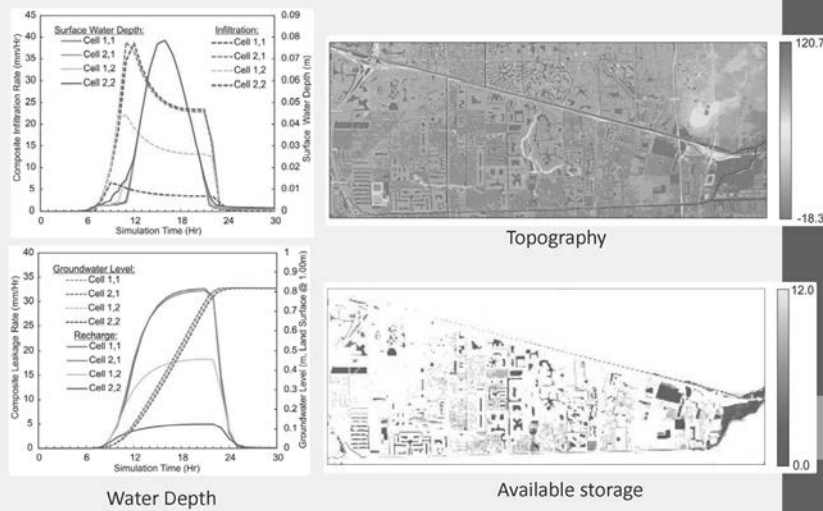 Surface Water Depth:
Cell 1,1
Cell 2,1
Cell 1,2
Cell 2,2
Infiltration:
Cell 1,1
Cell 2,1
Cell 1,2
Cell 2,2
Composite Infiltration Rate (mm/Hr)
40
35
30
25
20
15
10
5
0
Surface Water Depth (m)
0.09
0.08
0.07
0.06
0.05
0.04
0.03
0.02
0.01
0
0 6 12 18 24 30
Simulation Time (Hr)
120.7
-18.3
Topography
Groundwater Level:
Cell 1,1
Cell 2,1
Cell 1,2
Cell 2,2
Recharge:
Cell 1,1
Cell 2,1
Cell 1,2
Cell 2,2
Composite Leakage Rate (mm/Hr)
40
35
30
25
20
15
10
5
0
Groundwater Level (m, Land Surface @ 1.00m)
1
0.9
0.8
0.7
0.6
0.5
0.4
0.3
0.2
0.1
0
0 6 12 18 24 30
Simulation Time (Hr)
Water Depth
12.0
0.0
Available storage